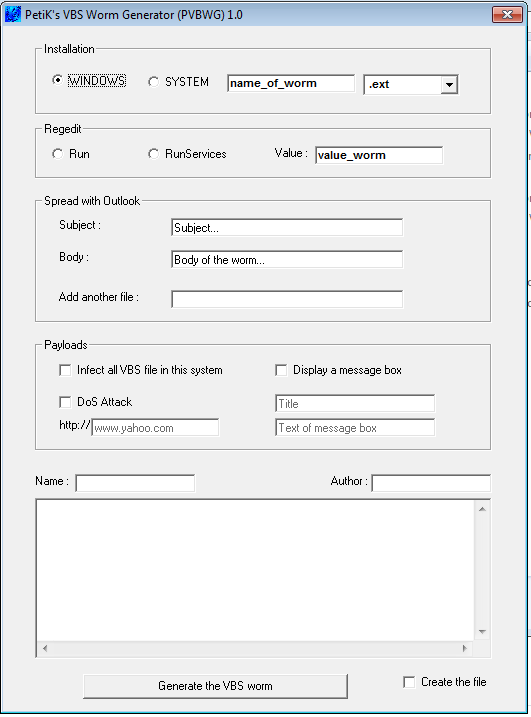 PetiK's VBS Worm Generator (PVBWG) 1.0
Installation
WINDOWS SYSTEM name_of_worm .ext
Regedit
Run RunServices Value : value_worm
Spread with Outlook
Subject : Subject...
Body : Body of the worm...
Add another file :
Payloads
Infect all VBS file in this system Display a message box
DoS Attack Title
http:// www.yahoo.com Text of message box
Name : Author :
Generate the VBS worm Create the file